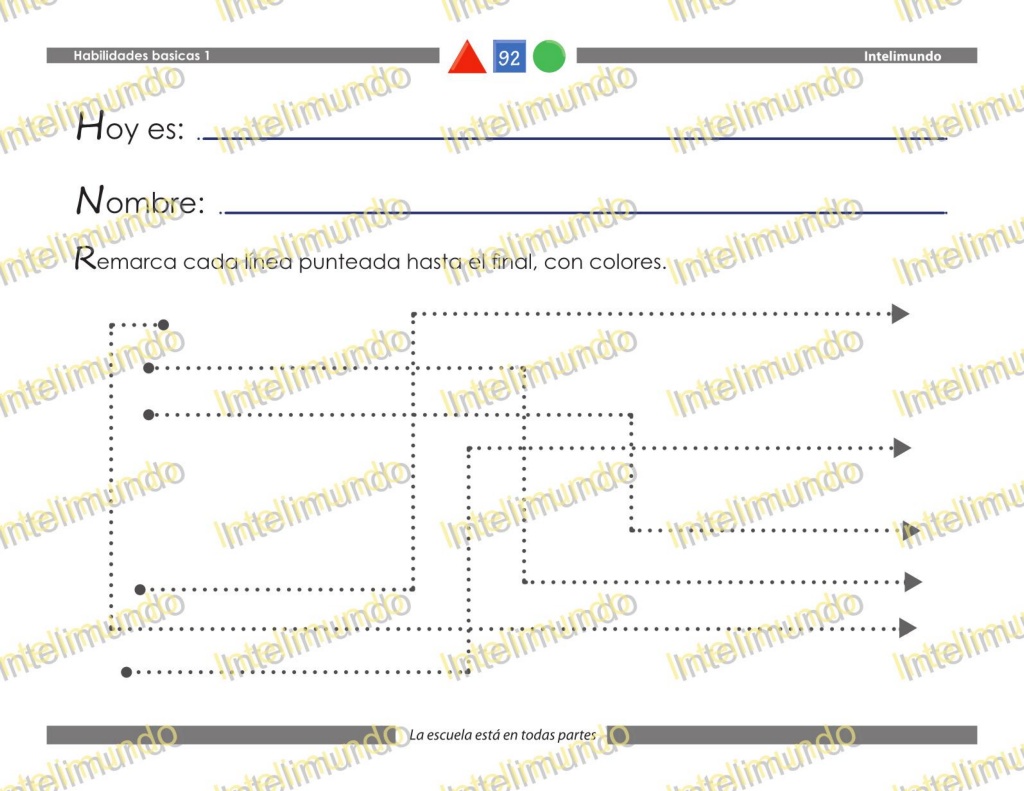 Habilidades basicas 1
92
Intelimundo
Hoy es:
Nombre:
Remarca cada línea punteada hasta el final, con colores.
La escuela está en todas partes
Intelimundo